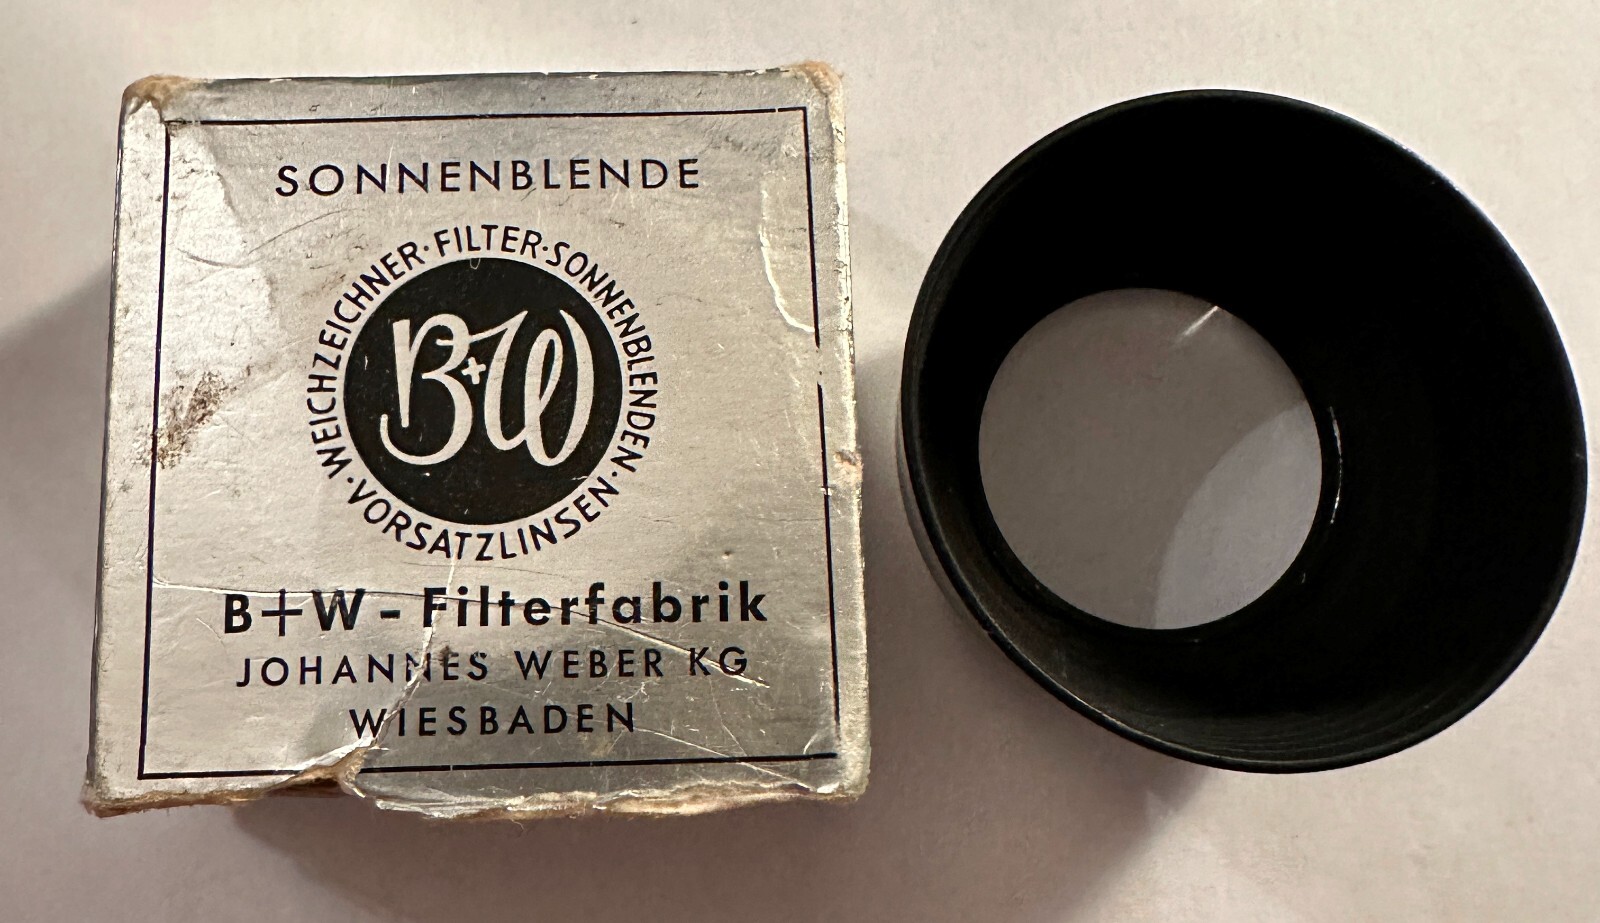 SONNENBLENDE
WEICHZEICHNER·FILTER·SONNENBLENDEN·VORSATZLINSEN·
B+W
B+W-Filterfabrik
JOHANNES WEBER KG
WIESBADEN